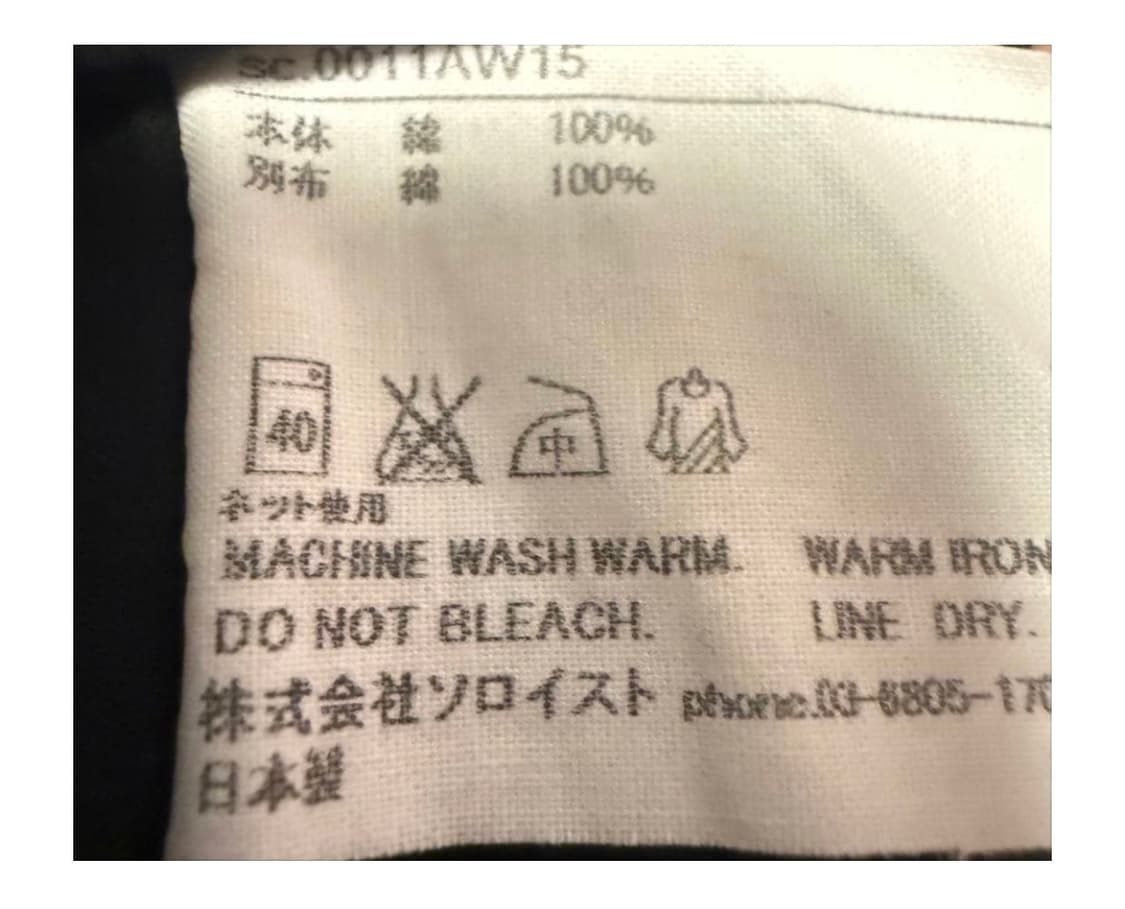 sc.0011AW15
本体 綿 100%
別布 綿 100%
40 中
ネット使用
MACHINE WASH WARM. WARM IRON
DO NOT BLEACH. LINE DRY.
株式会社ソロイスト phone.03-6805-170
日本製